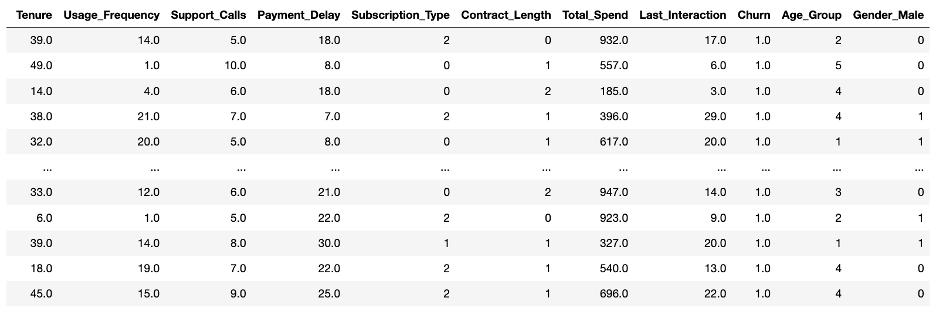 Tenure Usage_Frequency Support_Calls Payment_Delay Subscription_Type Contract_Length Total_Spend Last_Interaction Churn Age_Group Gender_Male
39.0 14.0 5.0 18.0 2 0 932.0 17.0 1.0 2 0
49.0 1.0 10.0 8.0 0 1 557.0 6.0 1.0 5 0
14.0 4.0 6.0 18.0 0 2 185.0 3.0 1.0 4 0
38.0 21.0 7.0 7.0 2 1 396.0 29.0 1.0 4 1
32.0 20.0 5.0 8.0 0 1 617.0 20.0 1.0 1 1
... ... ... ... ... ... ... ... ... ... ...
33.0 12.0 6.0 21.0 0 2 947.0 14.0 1.0 3 0
6.0 1.0 5.0 22.0 2 0 923.0 9.0 1.0 2 1
39.0 14.0 8.0 30.0 1 1 327.0 20.0 1.0 1 1
18.0 19.0 7.0 22.0 2 1 540.0 13.0 1.0 4 0
45.0 15.0 9.0 25.0 2 1 696.0 22.0 1.0 4 0